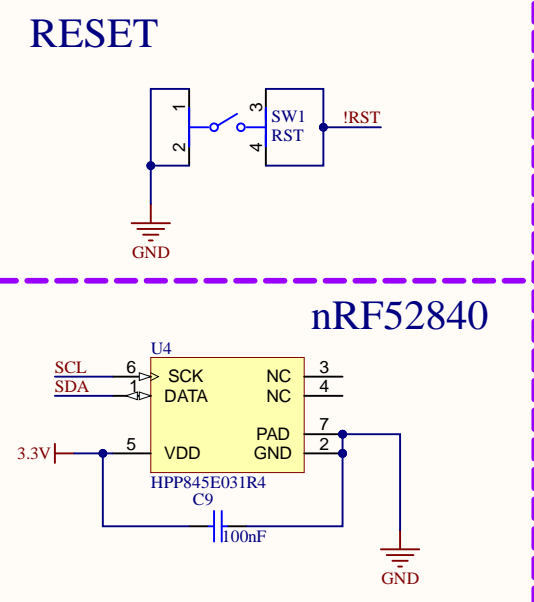 RESET
1
2
3
4
SW1
RST
!RST
GND
nRF52840
U4
SCL 6 SCK NC 3
SDA 1 DATA NC 4
PAD 7
3.3V 5 VDD GND 2
HPP845E031R4
C9
100nF
GND